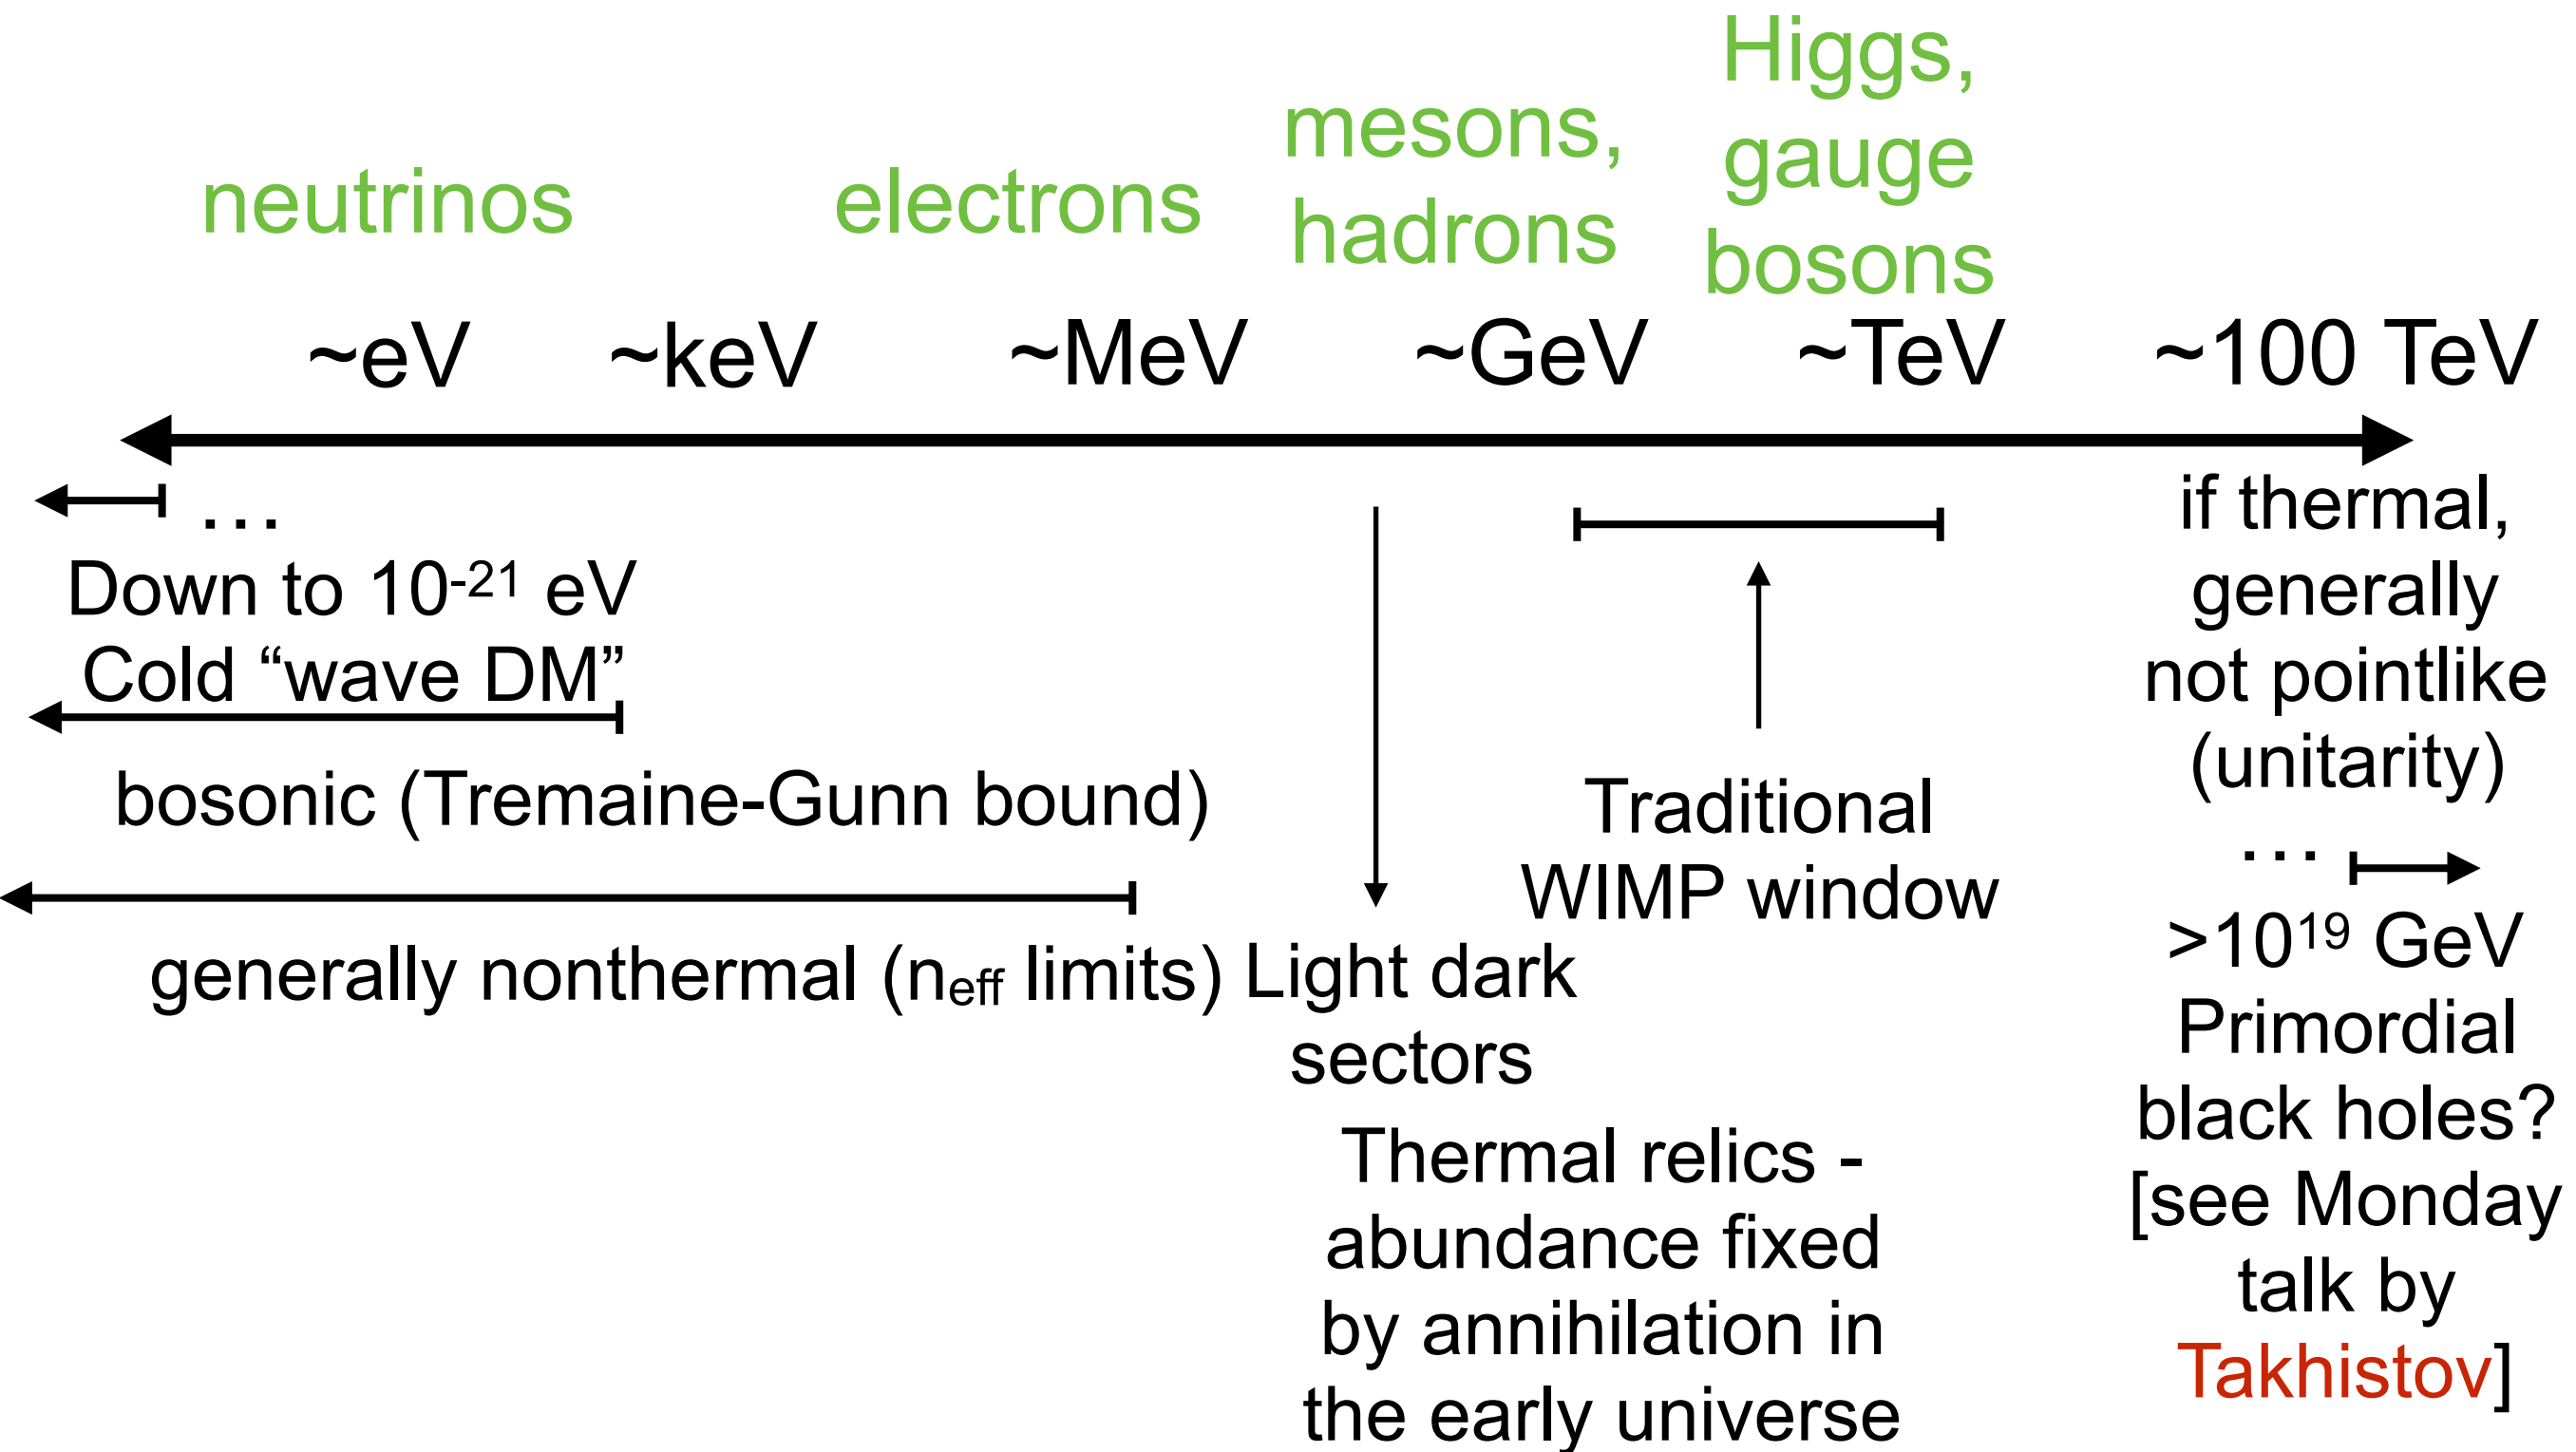 Higgs,
gauge
bosons
mesons,
hadrons
neutrinos
electrons
~eV ~keV ~MeV ~GeV ~TeV ~100 TeV
…
Down to 10⁻²¹ eV
Cold “wave DM”
bosonic (Tremaine-Gunn bound)
generally nonthermal (nₑff limits)
Light dark
sectors
Traditional
WIMP window
Thermal relics -
abundance fixed
by annihilation in
the early universe
if thermal,
generally
not pointlike
(unitarity)
…
>10¹⁹ GeV
Primordial
black holes?
[see Monday
talk by
Takhistov]